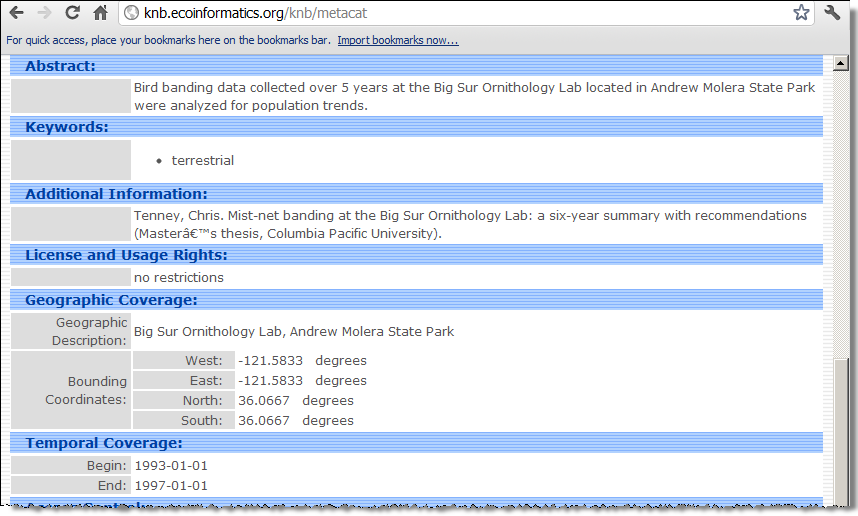 knb.ecoinformatics.org/knb/metacat
For quick access, place your bookmarks here on the bookmarks bar. Import bookmarks now...
Abstract:
Bird banding data collected over 5 years at the Big Sur Ornithology Lab located in Andrew Molera State Park
were analyzed for population trends.
Keywords:
• terrestrial
Additional Information:
Tenney, Chris. Mist-net banding at the Big Sur Ornithology Lab: a six-year summary with recommendations
(Masterâ€™s thesis, Columbia Pacific University).
License and Usage Rights:
no restrictions
Geographic Coverage:
Geographic
Description:
Big Sur Ornithology Lab, Andrew Molera State Park
Bounding
Coordinates:
West: -121.5833 degrees
East: -121.5833 degrees
North: 36.0667 degrees
South: 36.0667 degrees
Temporal Coverage:
Begin: 1993-01-01
End: 1997-01-01